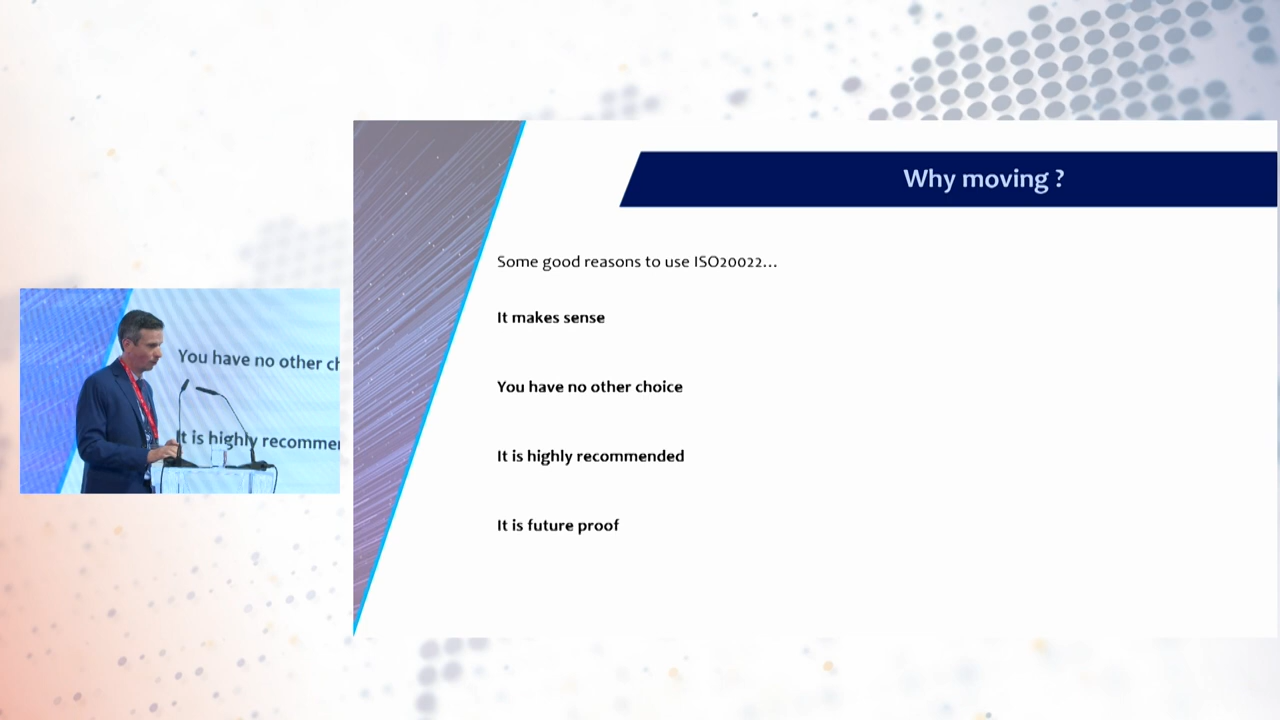 Why moving ?
Some good reasons to use ISO20022...
It makes sense
You have no other choice
It is highly recommended
It is future proof
You have no other ch
It is highly recommer